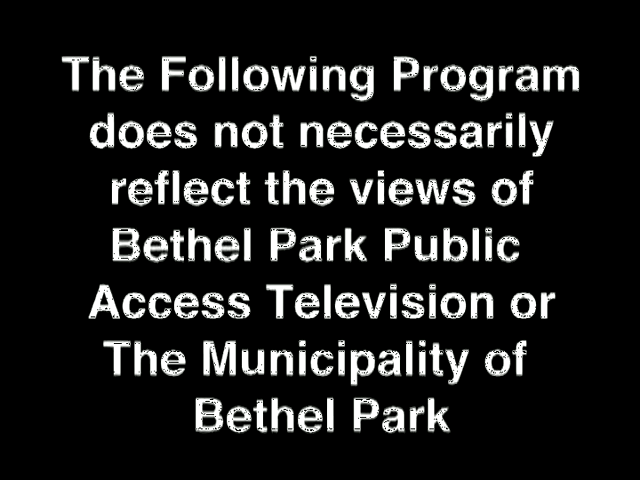 The Following Program
does not necessarily
reflect the views of
Bethel Park Public
Access Television or
The Municipality of
Bethel Park